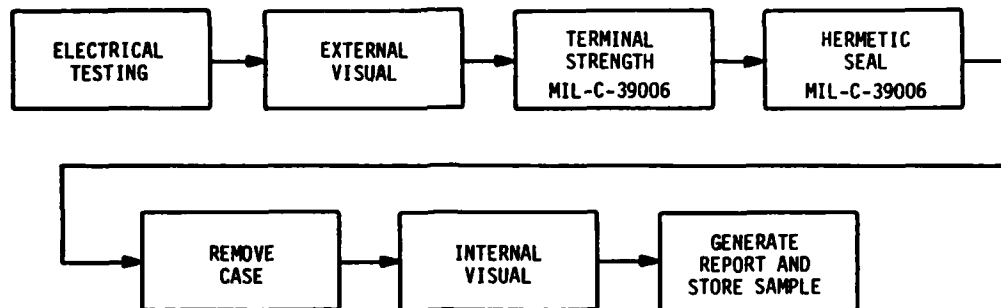 ELECTRICAL
TESTING
EXTERNAL
VISUAL
TERMINAL
STRENGTH
MIL-C-39006
HERMETIC
SEAL
MIL-C-39006
REMOVE
CASE
INTERNAL
VISUAL
GENERATE
REPORT AND
STORE SAMPLE